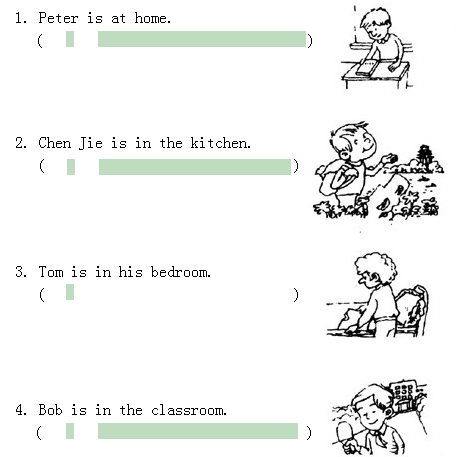 1. Peter is at home.
( )
2. Chen Jie is in the kitchen.
( )
3. Tom is in his bedroom.
( )
4. Bob is in the classroom.
( )